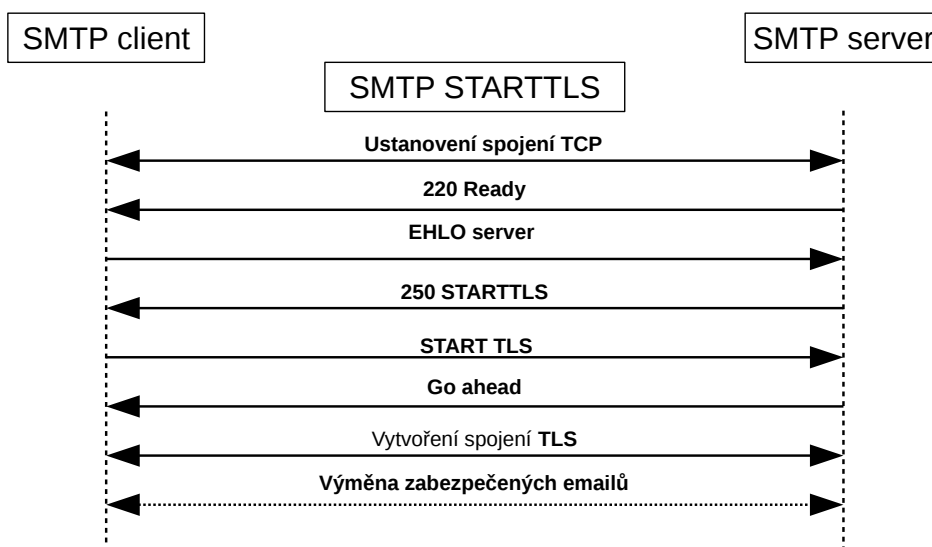 SMTP client
SMTP server
SMTP STARTTLS
Ustanovení spojení TCP
220 Ready
EHLO server
250 STARTTLS
START TLS
Go ahead
Vytvoření spojení TLS
Výměna zabezpečených emailů